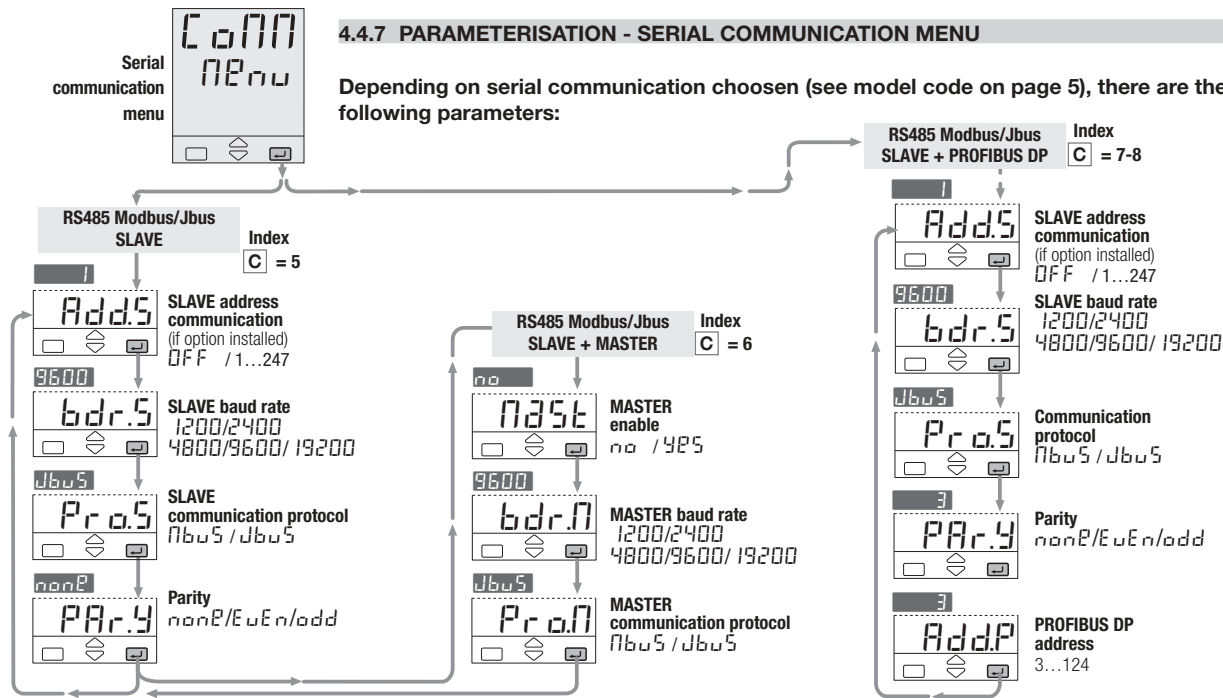 CoMM
MEnu
Serial
communication
menu
4.4.7 PARAMETERISATION - SERIAL COMMUNICATION MENU
Depending on serial communication choosen (see model code on page 5), there are the
following parameters:
RS485 Modbus/Jbus
SLAVE
Index
C = 5
1
Add.S
SLAVE address
communication
(if option installed)
OFF / 1…247
9600
bdr.S
SLAVE baud rate
1200/2400
4800/9600/19200
JbuS
Pro.S
SLAVE
communication protocol
MbuS/JbuS
nonE
PAr.Y
Parity
nonE/EuEn/odd
RS485 Modbus/Jbus
SLAVE + MASTER
Index
C = 6
no
MASt
MASTER
enable
no / YES
9600
bdr.M
MASTER baud rate
1200/2400
4800/9600/19200
JbuS
Pro.M
MASTER
communication protocol
MbuS/JbuS
RS485 Modbus/Jbus
SLAVE + PROFIBUS DP
Index
C = 7-8
1
Add.S
SLAVE address
communication
(if option installed)
OFF / 1…247
9600
bdr.S
SLAVE baud rate
1200/2400
4800/9600/19200
JbuS
Pro.S
Communication
protocol
MbuS/JbuS
3
PAr.Y
Parity
nonE/EuEn/odd
3
Add.P
PROFIBUS DP
address
3…124